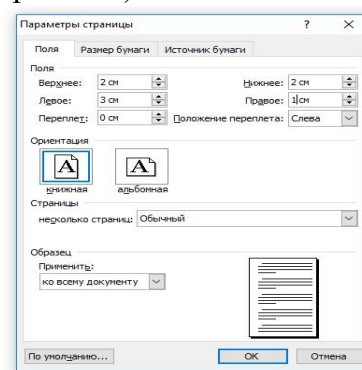 Параметры страницы ? ×
Поля Размер бумаги Источник бумаги
Поля
Верхнее: 2 см Нижнее: 2 см
Левое: 3 см Правое: 1см
Переплет: 0 см Положение переплета: Слева
Ориентация
A A
книжная альбомная
Страницы
несколько страниц: Обычный
Образец
Применить:
ко всему документу
По умолчанию... ОК Отмена